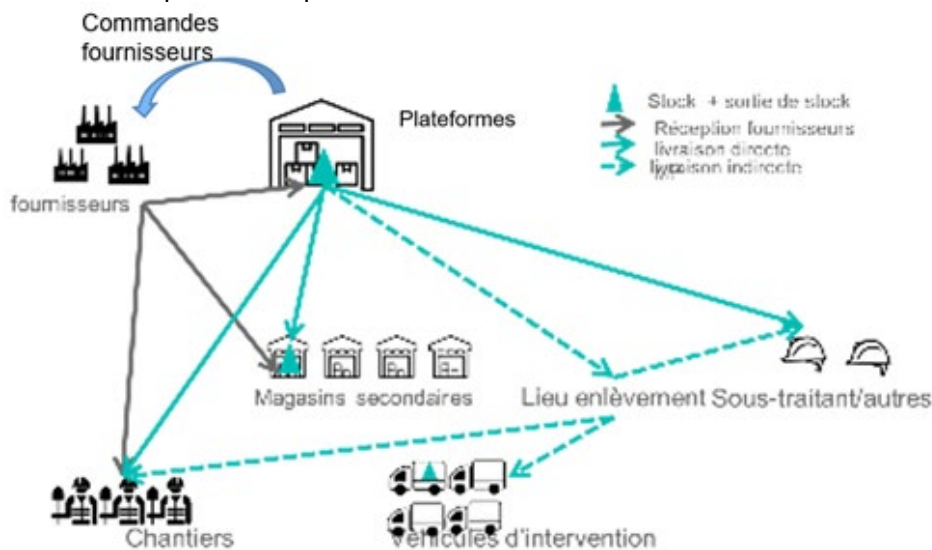 Commandes
fournisseurs
Plateformes
Stock + sortie de stock
Réception fournisseurs
livraison directe
livraison indirecte
fournisseurs
Magasins secondaires
Lieu enlèvement
Sous-traitant/autres
Chantiers
Véhicules d'intervention